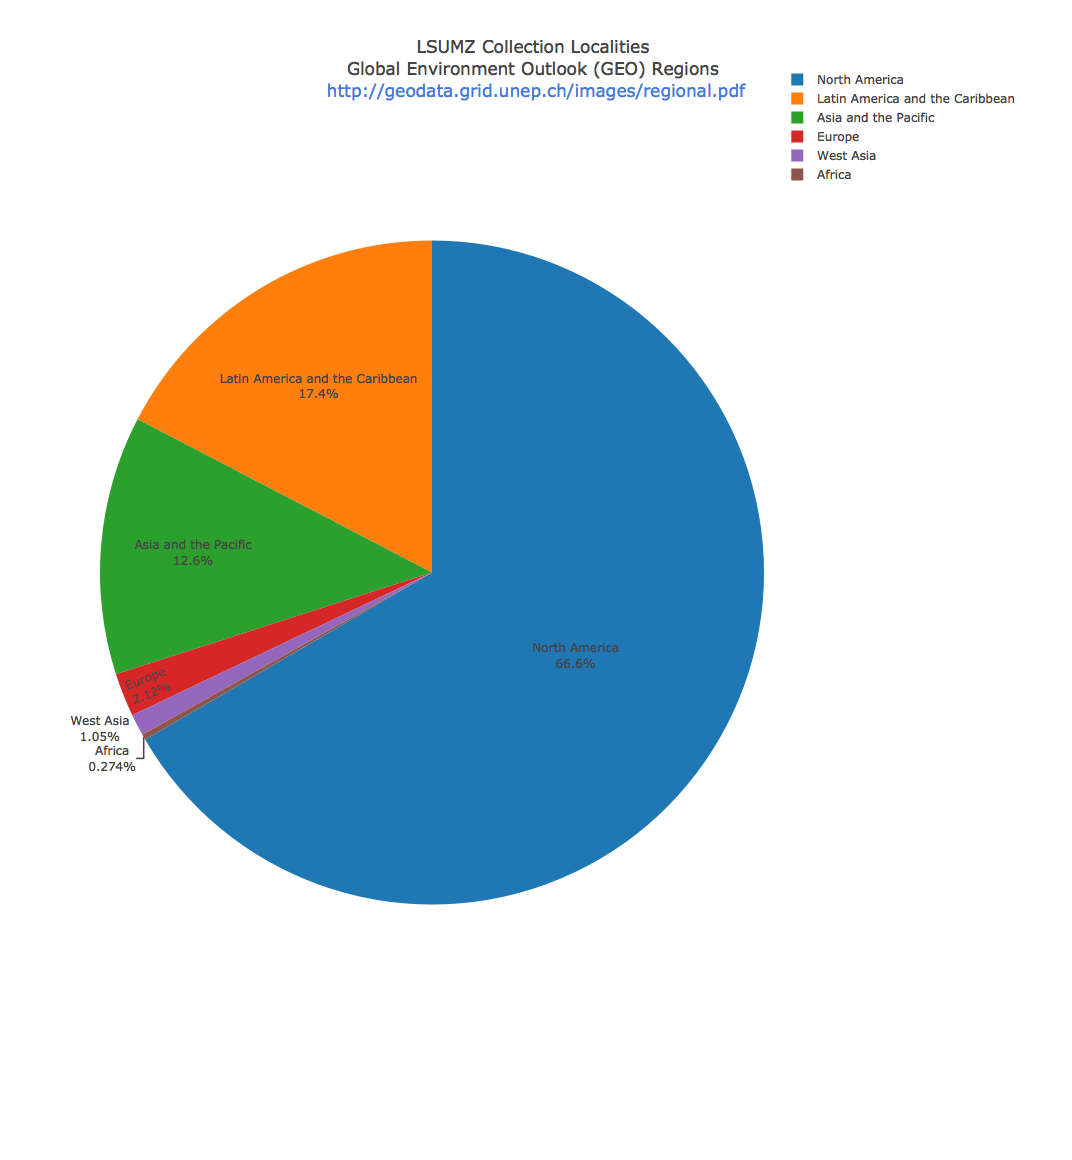 LSUMZ Collection Localities
Global Environment Outlook (GEO) Regions
http://geodata.grid.unep.ch/images/regional.pdf
North America
Latin America and the Caribbean
Asia and the Pacific
Europe
West Asia
Africa
Latin America and the Caribbean
17.4%
Asia and the Pacific
12.6%
North America
66.6%
Europe
2.12%
West Asia
1.05%
Africa
0.274%